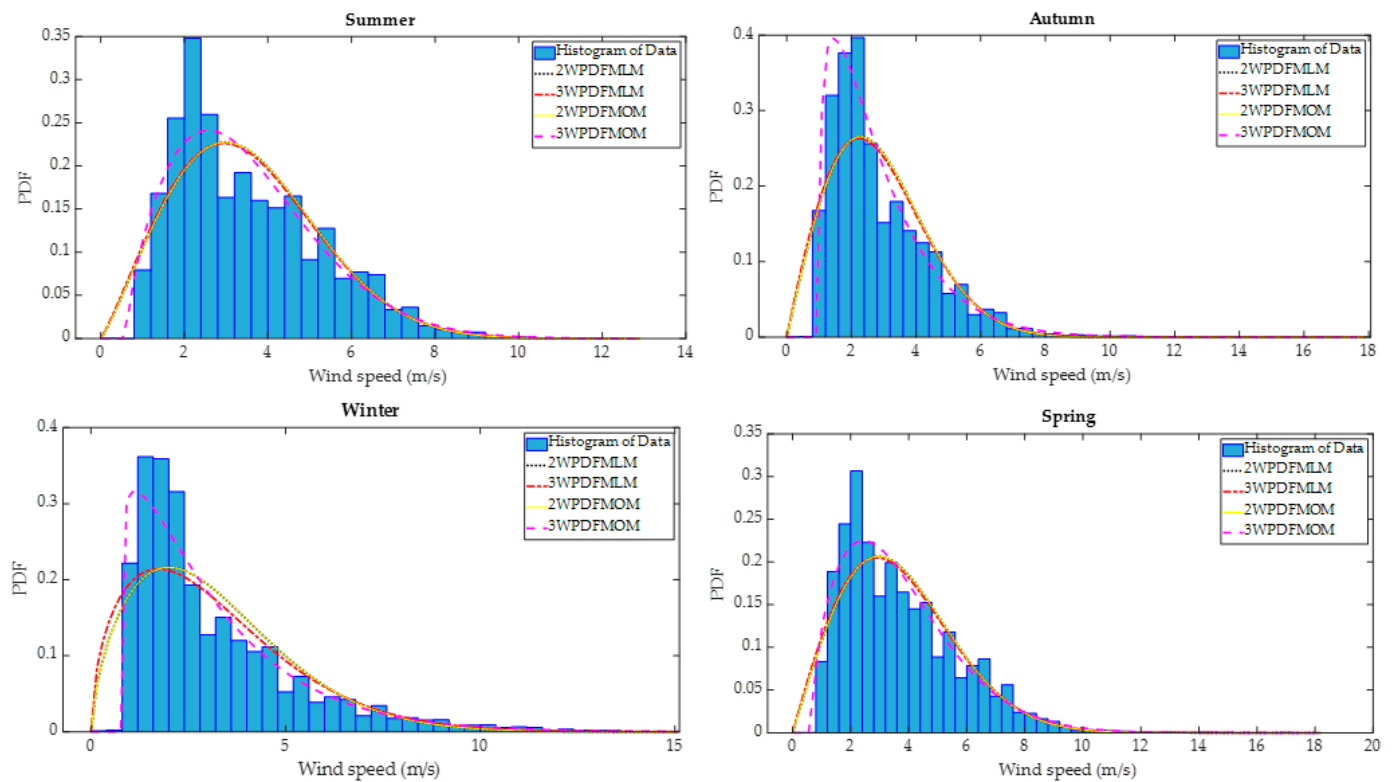 Summer
0.35
0.3
0.25
0.2
0.15
0.1
0.05
0
PDF
Histogram of Data
2WPDFMLM
3WPDFMLM
2WPDFMOM
3WPDFMOM
0 2 4 6 8 10 12 14
Wind speed (m/s)
Autumn
0.4
0.3
0.2
0.1
0
PDF
Histogram of Data
2WPDFMLM
3WPDFMLM
2WPDFMOM
3WPDFMOM
0 2 4 6 8 10 12 14 16 18
Wind speed (m/s)
Winter
0.4
0.3
0.2
0.1
0
PDF
Histogram of Data
2WPDFMLM
3WPDFMLM
2WPDFMOM
3WPDFMOM
0 5 10 15
Wind speed (m/s)
Spring
0.35
0.3
0.25
0.2
0.15
0.1
0.05
0
PDF
Histogram of Data
2WPDFMLM
3WPDFMLM
2WPDFMOM
3WPDFMOM
0 2 4 6 8 10 12 14 16 18 20
Wind speed (m/s)